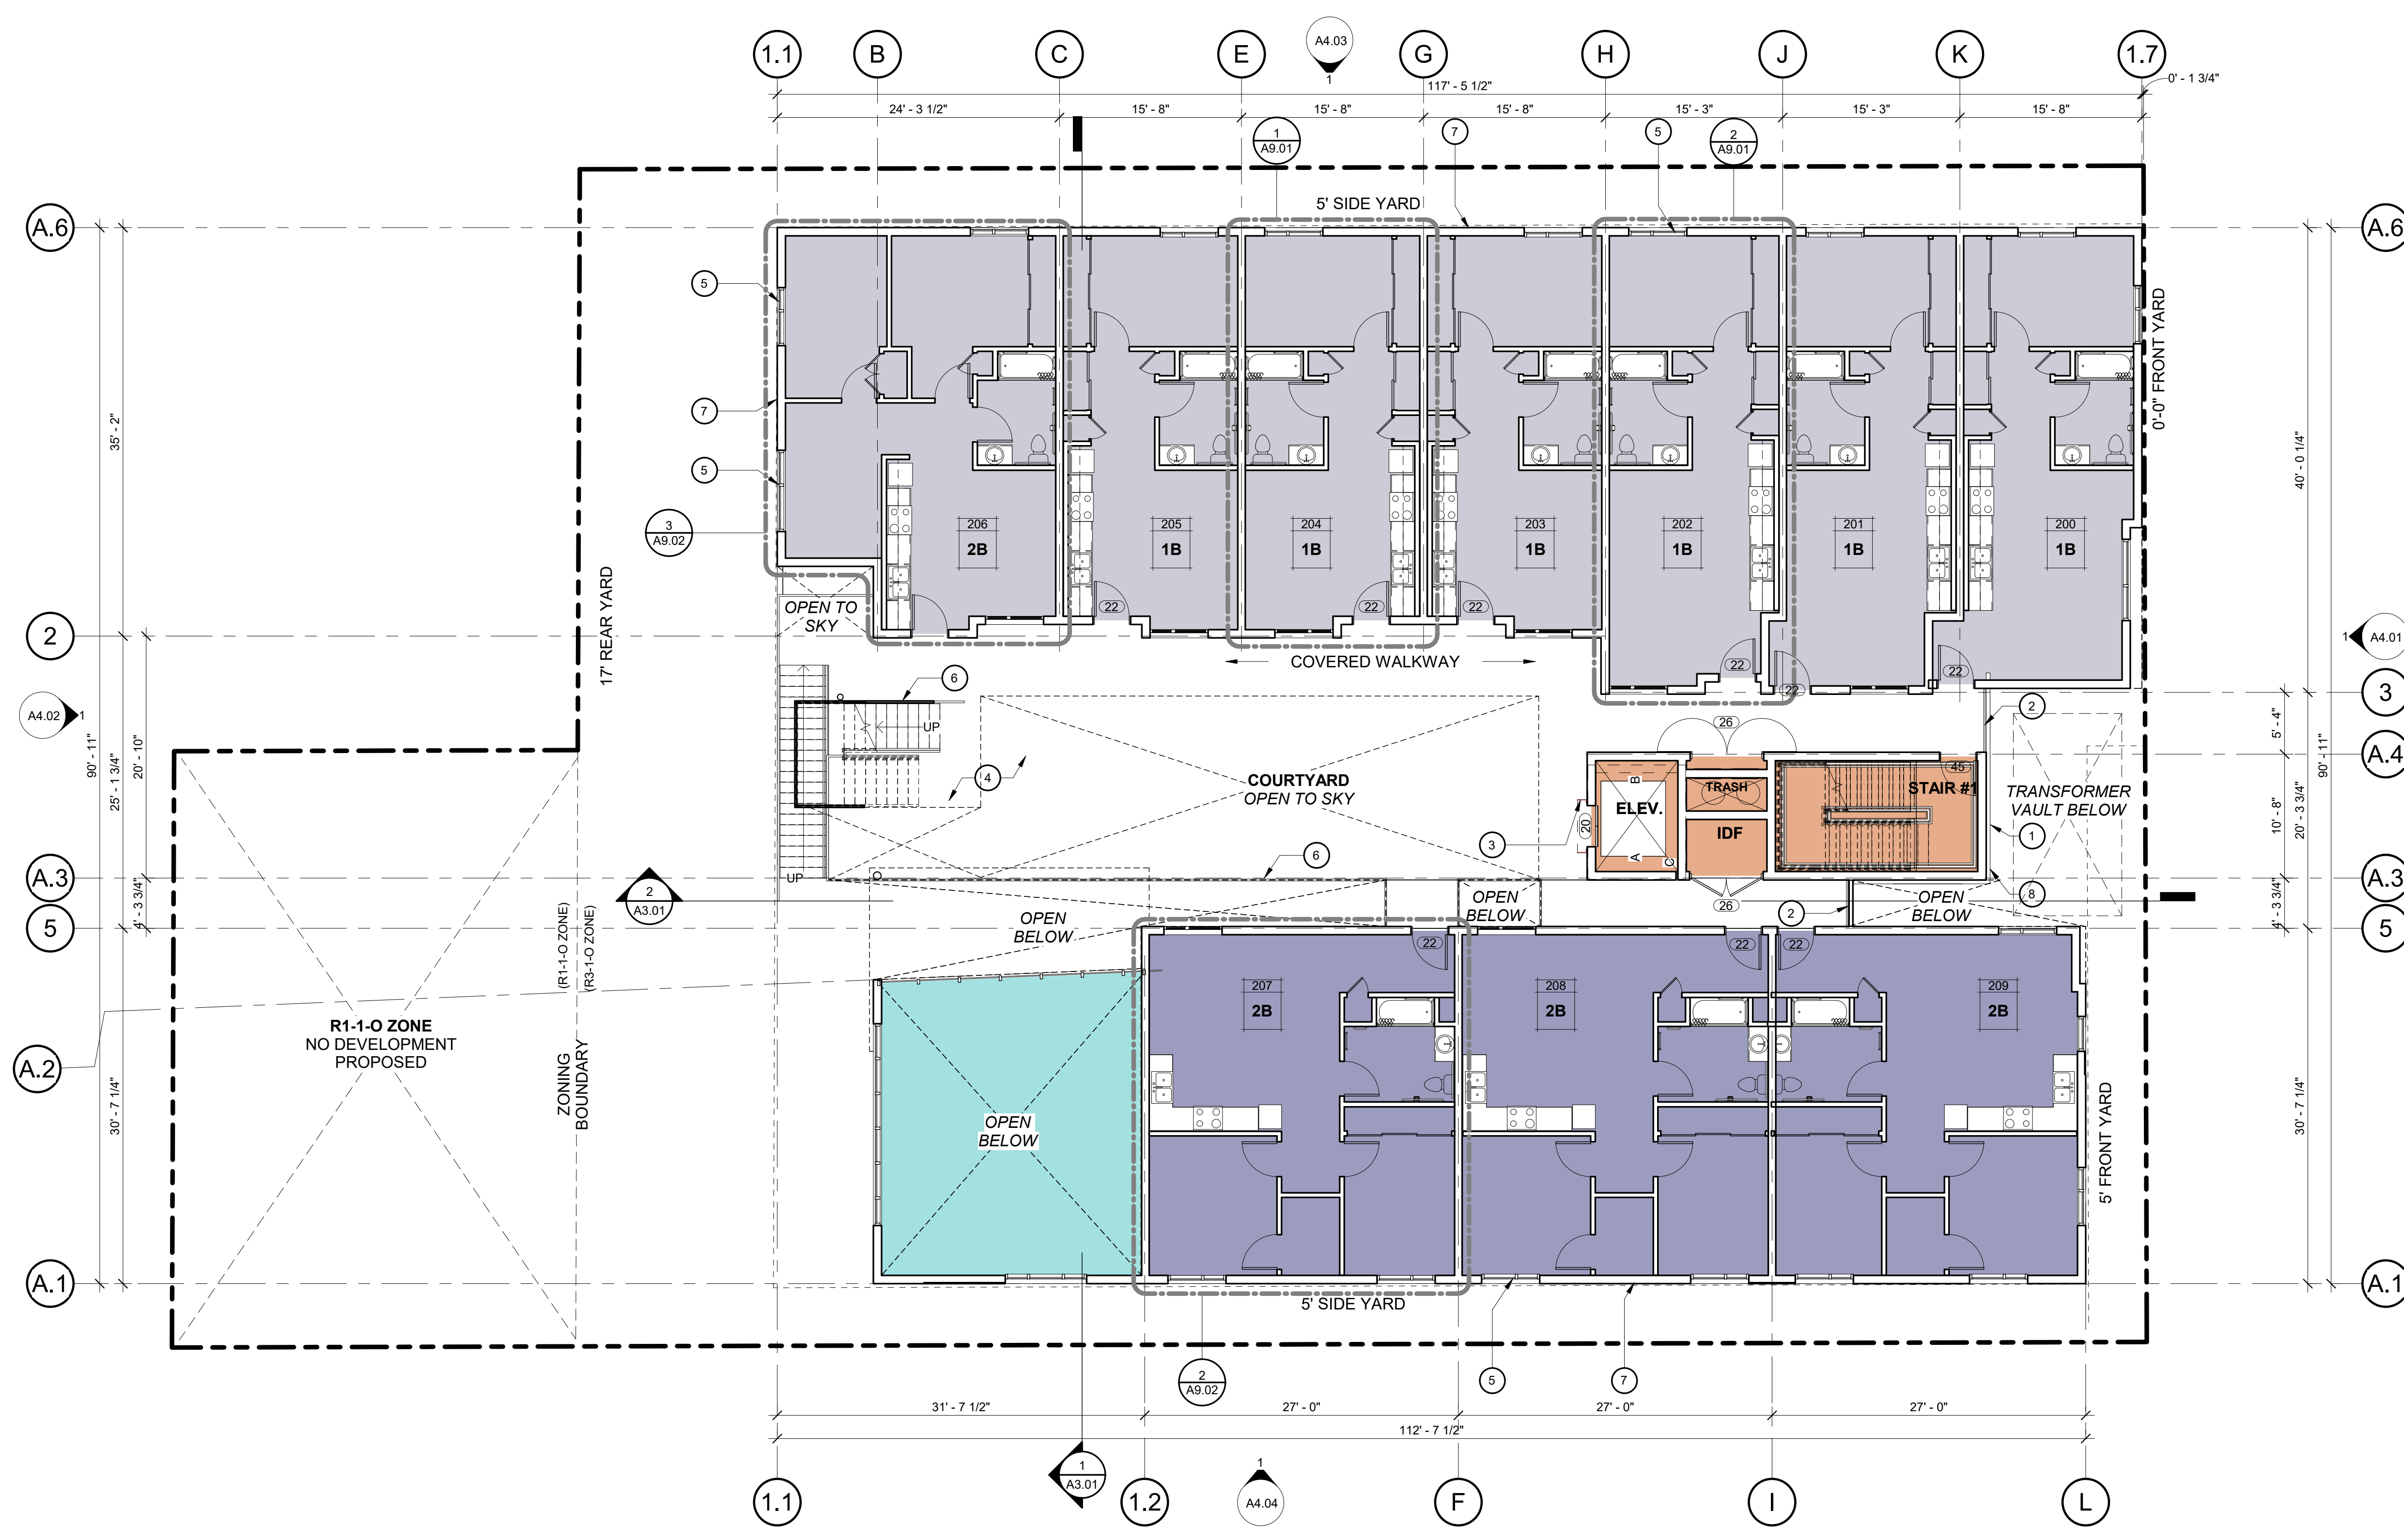 1.1
B
C
E
G
H
J
K
1.7
A4.03
1
117' - 5 1/2"
0' - 1 3/4"
24' - 3 1/2"
15' - 8"
15' - 8"
15' - 8"
15' - 3"
15' - 3"
15' - 8"
1
A9.01
7
5
2
A9.01
5' SIDE YARD
A.6
A.6
5
7
5
3
A9.02
35' - 2"
40' - 0 1/4"
0'-0" FRONT YARD
17' REAR YARD
206
2B
205
1B
204
1B
203
1B
202
1B
201
1B
200
1B
22
22
22
22
22
22
OPEN TO
SKY
2
2
COVERED WALKWAY
1
A4.01
A4.02
1
3
3
6
UP
UP
4
COURTYARD
OPEN TO SKY
26
TRASH
ELEV.
A
B
C
20
IDF
45
STAIR #1
26
3
6
2
1
8
2
TRANSFORMER
VAULT BELOW
A.4
A.4
5' - 4"
10' - 8"
20' - 3 3/4"
90' - 11"
4' - 3 3/4"
90' - 11"
25' - 1 3/4"
20' - 10"
4' - 3 3/4"
A.3
A.3
5
5
2
A3.01
OPEN
BELOW
OPEN
BELOW
OPEN
BELOW
(R1-1-O ZONE)
(R3-1-O ZONE)
ZONING
BOUNDARY
R1-1-O ZONE
NO DEVELOPMENT
PROPOSED
A.2
22
22
22
207
2B
208
2B
209
2B
OPEN
BELOW
30' - 7 1/4"
30' - 7 1/4"
5' FRONT YARD
A.1
A.1
5' SIDE YARD
2
A9.02
5
7
31' - 7 1/2"
27' - 0"
27' - 0"
27' - 0"
112' - 7 1/2"
1
A3.01
1
A4.04
1.1
1.2
F
I
L